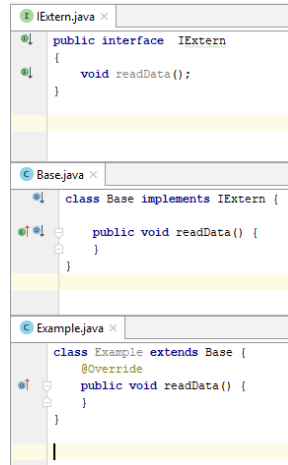 IExtern.java
public interface IExtern
{
void readData();
}
Base.java
class Base implements IExtern {
public void readData() {
}
}
Example.java
class Example extends Base {
@Override
public void readData() {
}
}